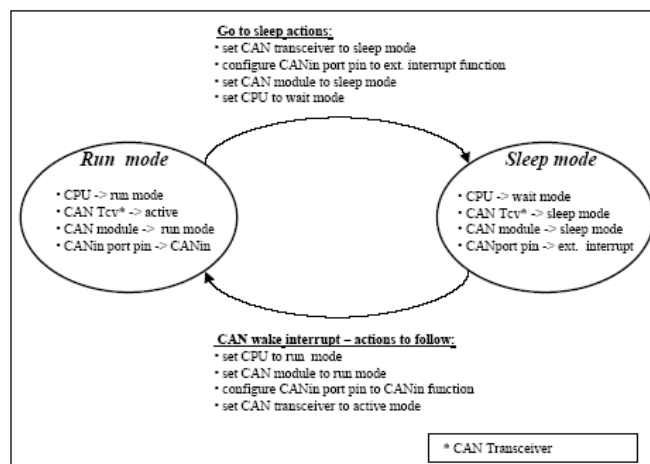 Go to sleep actions:
• set CAN transceiver to sleep mode
• configure CANin port pin to ext. interrupt function
• set CAN module to sleep mode
• set CPU to wait mode
Run mode
• CPU -> run mode
• CAN Tcv* -> active
• CAN module -> run mode
• CANin port pin -> CANin
Sleep mode
• CPU -> wait mode
• CAN Tcv* -> sleep mode
• CAN module -> sleep mode
• CANport pin -> ext. interrupt
CAN wake interrupt – actions to follow:
• set CPU to run mode
• set CAN module to run mode
• configure CANin port pin to CANin function
• set CAN transceiver to active mode
* CAN Transceiver